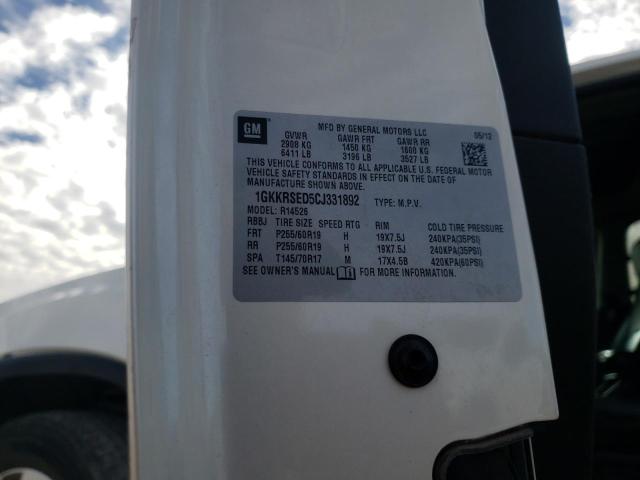 GM
MFD BY GENERAL MOTORS LLC 05/12
GVWR GAWR FRT GAWR RR
2908 KG 1450 KG 1600 KG
6411 LB 3196 LB 3527 LB
THIS VEHICLE CONFORMS TO ALL APPLICABLE U.S. FEDERAL MOTOR
VEHICLE SAFETY STANDARDS IN EFFECT ON THE DATE OF
MANUFACTURE SHOWN ABOVE.
1GKKRSED5CJ331892 TYPE: M.P.V.
MODEL: R14526
RBBJ TIRE SIZE SPEED RTG RIM COLD TIRE PRESSURE
FRT P255/60R19 H 19X7.5J 240KPA(35PSI)
RR P255/60R19 H 19X7.5J 240KPA(35PSI)
SPA T145/70R17 M 17X4.5B 420KPA(60PSI)
SEE OWNER'S MANUAL FOR MORE INFORMATION.